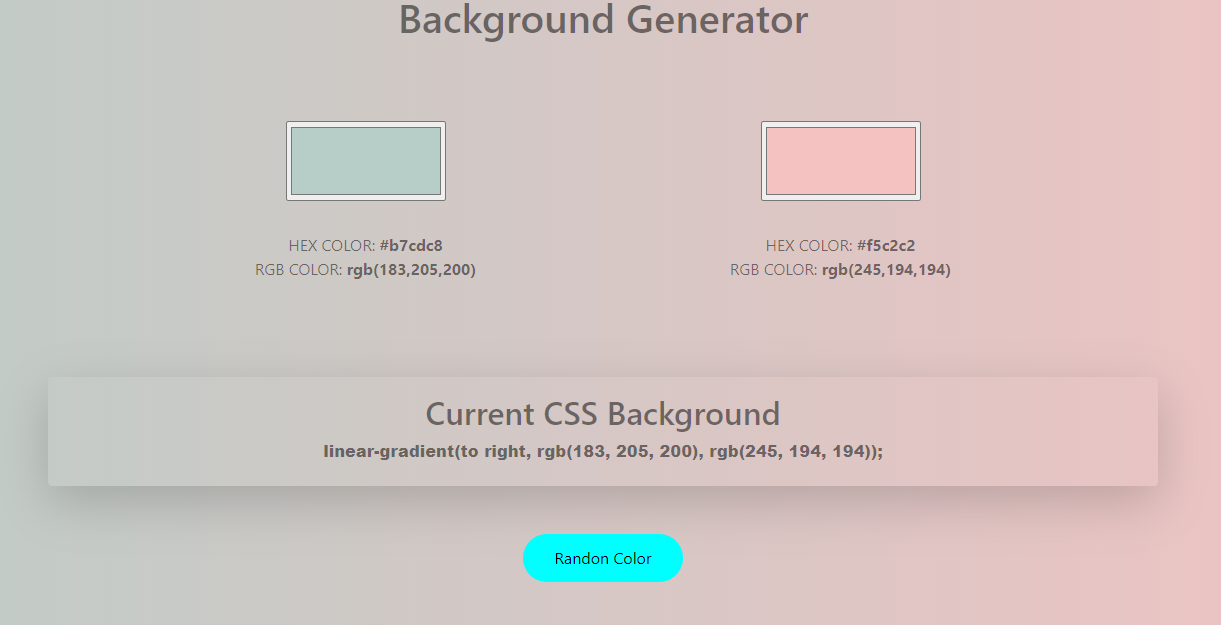 Background Generator
HEX COLOR: #b7cdc8
RGB COLOR: rgb(183,205,200)
HEX COLOR: #f5c2c2
RGB COLOR: rgb(245,194,194)
Current CSS Background
linear-gradient(to right, rgb(183, 205, 200), rgb(245, 194, 194));
Randon Color